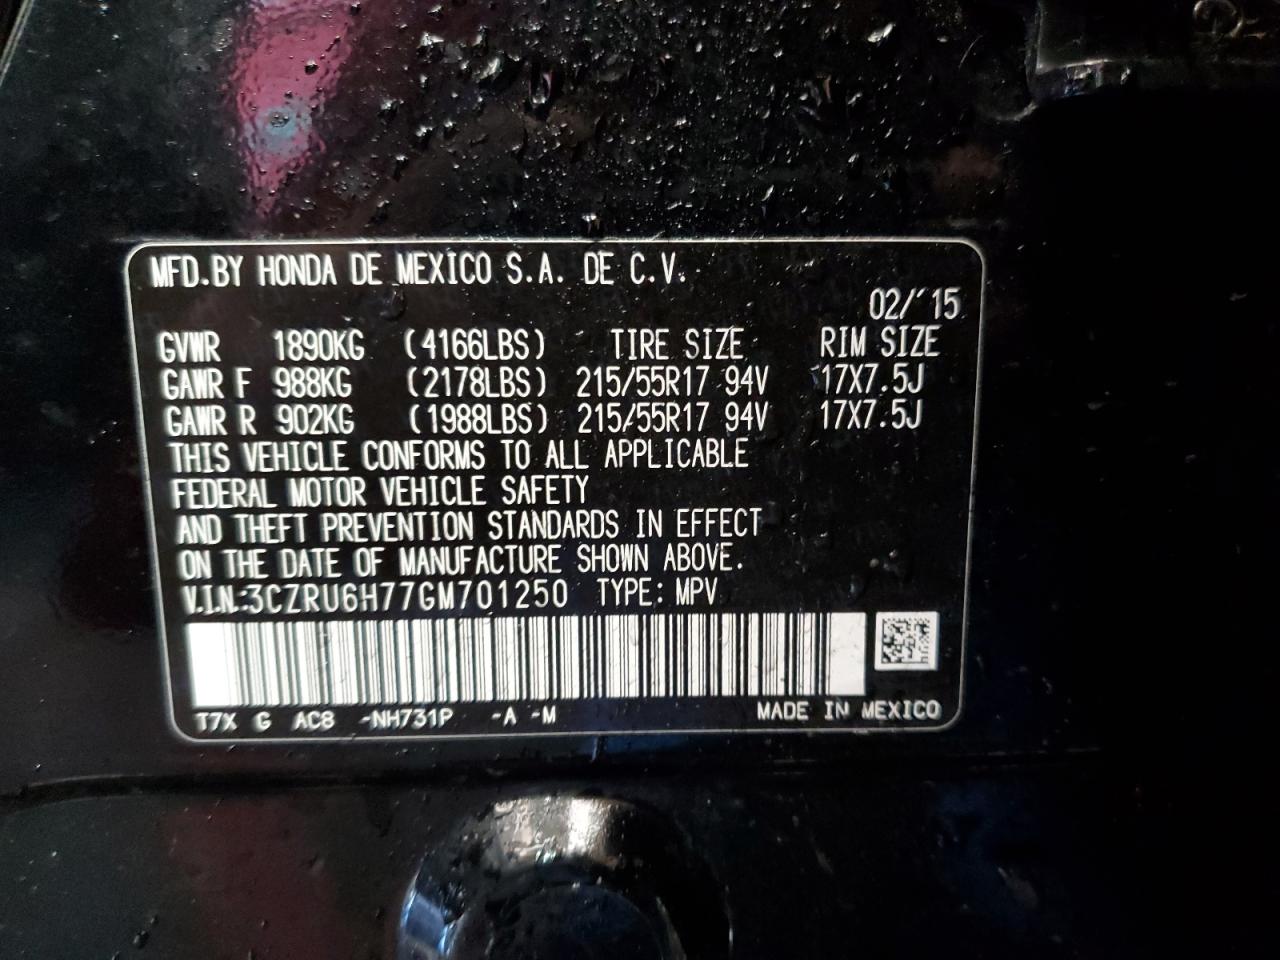 MFD.BY HONDA DE MEXICO S.A. DE C.V.
02/'15
GVWR 1890KG (4166LBS) TIRE SIZE RIM SIZE
GAWR F 988KG (2178LBS) 215/55R17 94V 17X7.5J
GAWR R 902KG (1988LBS) 215/55R17 94V 17X7.5J
THIS VEHICLE CONFORMS TO ALL APPLICABLE
FEDERAL MOTOR VEHICLE SAFETY
AND THEFT PREVENTION STANDARDS IN EFFECT
ON THE DATE OF MANUFACTURE SHOWN ABOVE.
V.I.N:3CZRU6H77GM701250 TYPE: MPV
T7X G AC8 -NH731P -A -M MADE IN MEXICO